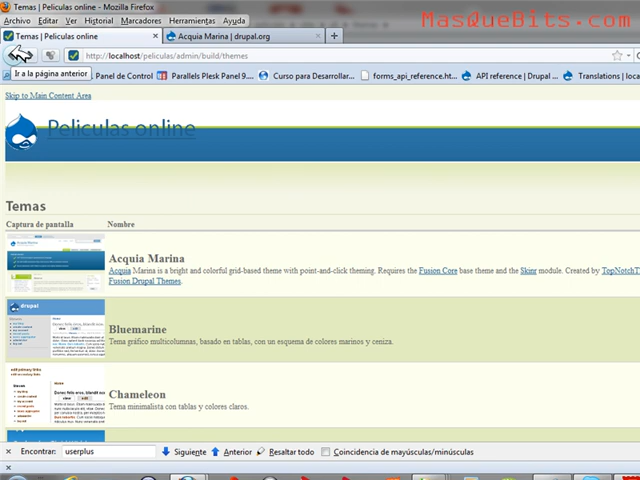 Temas | Peliculas online - Mozilla Firefox
Archivo Editar Ver Historial Marcadores Herramientas Ayuda
MasQueBits.com
Temas | Peliculas online
Acquia Marina | drupal.org
http://localhost/peliculas/admin/build/themes
Ir a la página anterior
Panel de Control
Parallels Plesk Panel 9....
Curso para Desarrollar...
forms_api_reference.ht...
API reference | Drupal ...
Translations | loca
Skip to Main Content Area
Peliculas online
Temas
Captura de pantalla Nombre
Acquia Marina
Acquia Marina is a bright and colorful grid-based theme with point-and-click theming. Requires the Fusion Core base theme and the Skinr module. Created by TopNotchT
Fusion Drupal Themes.
drupal
Bluemarine
Tema gráfico multicolumnas, basado en tablas, con un esquema de colores marinos y ceniza.
Chameleon
Tema minimalista con tablas y colores claros.
Encontrar: userplus Siguiente Anterior Resaltar todo Coincidencia de mayúsculas/minúsculas